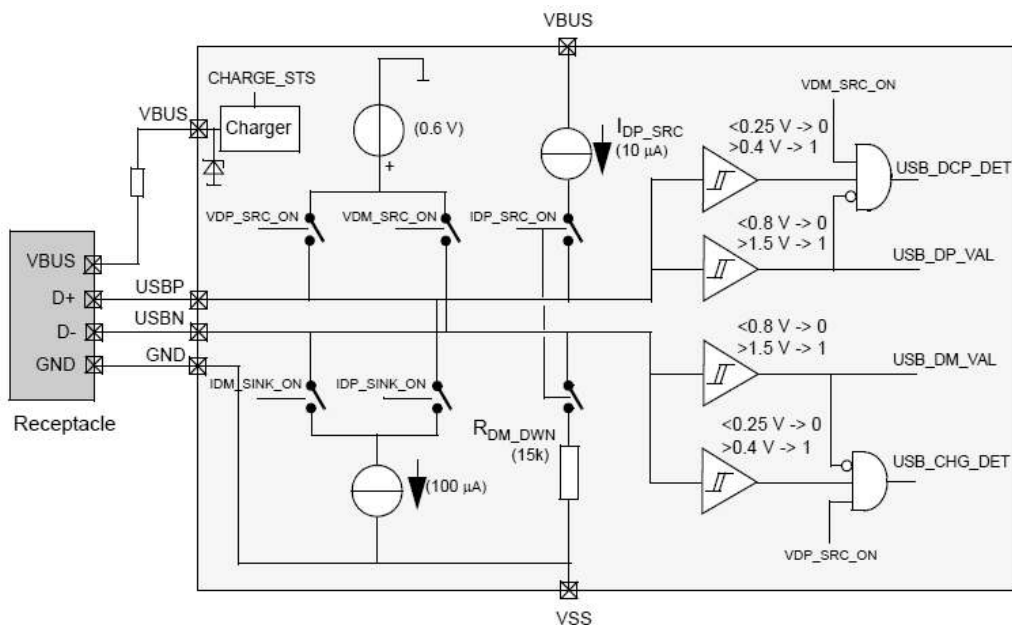 VBUS
CHARGE_STS
VBUS
Charger
(0.6 V)
+
IDP_SRC
(10 µA)
VDM_SRC_ON
<0.25 V -> 0
>0.4 V -> 1
USB_DCP_DET
VDP_SRC_ON
VDM_SRC_ON
IDP_SRC_ON
<0.8 V -> 0
>1.5 V -> 1
USB_DP_VAL
VBUS
D+
USBP
D-
USBN
GND
GND
Receptacle
<0.8 V -> 0
>1.5 V -> 1
USB_DM_VAL
IDM_SINK_ON
IDP_SINK_ON
RDM_DWN
(15k)
<0.25 V -> 0
>0.4 V -> 1
USB_CHG_DET
(100 µA)
VDP_SRC_ON
VSS